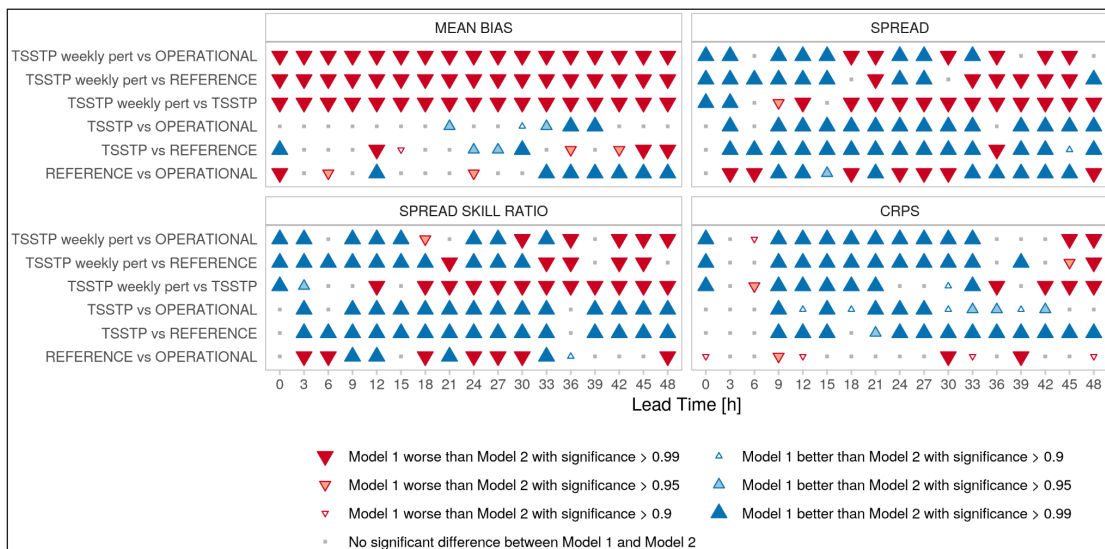 MEAN BIAS
SPREAD
TSSTP weekly pert vs OPERATIONAL
TSSTP weekly pert vs REFERENCE
TSSTP weekly pert vs TSSTP
TSSTP vs OPERATIONAL
TSSTP vs REFERENCE
REFERENCE vs OPERATIONAL
SPREAD SKILL RATIO
CRPS
TSSTP weekly pert vs OPERATIONAL
TSSTP weekly pert vs REFERENCE
TSSTP weekly pert vs TSSTP
TSSTP vs OPERATIONAL
TSSTP vs REFERENCE
REFERENCE vs OPERATIONAL
0 3 6 9 12 15 18 21 24 27 30 33 36 39 42 45 48
0 3 6 9 12 15 18 21 24 27 30 33 36 39 42 45 48
Lead Time [h]
Model 1 worse than Model 2 with significance > 0.99
Model 1 worse than Model 2 with significance > 0.95
Model 1 worse than Model 2 with significance > 0.9
No significant difference between Model 1 and Model 2
Model 1 better than Model 2 with significance > 0.9
Model 1 better than Model 2 with significance > 0.95
Model 1 better than Model 2 with significance > 0.99